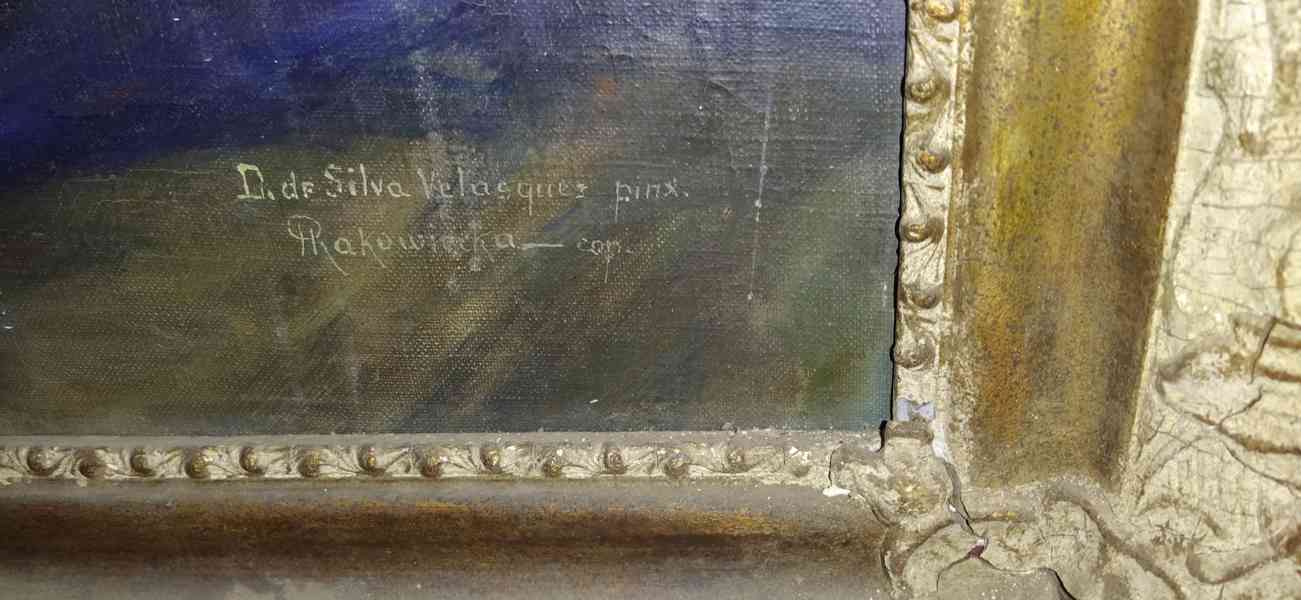 D. de Silva Velasquez pinx.
Rakowiecka — cop.